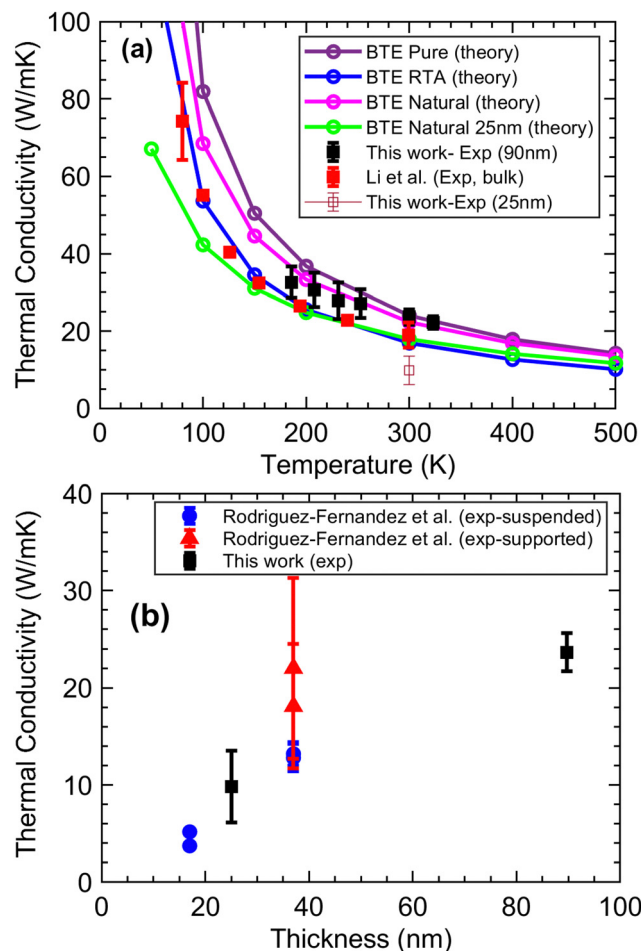 (a)
BTE Pure (theory)
BTE RTA (theory)
BTE Natural (theory)
BTE Natural 25nm (theory)
This work- Exp (90nm)
Li et al. (Exp, bulk)
This work-Exp (25nm)
Thermal Conductivity (W/mK)
100
80
60
40
20
0
0 100 200 300 400 500
Temperature (K)
(b)
Rodriguez-Fernandez et al. (exp-suspended)
Rodriguez-Fernandez et al. (exp-supported)
This work (exp)
Thermal Conductivity (W/mK)
40
30
20
10
0
0 20 40 60 80 100
Thickness (nm)